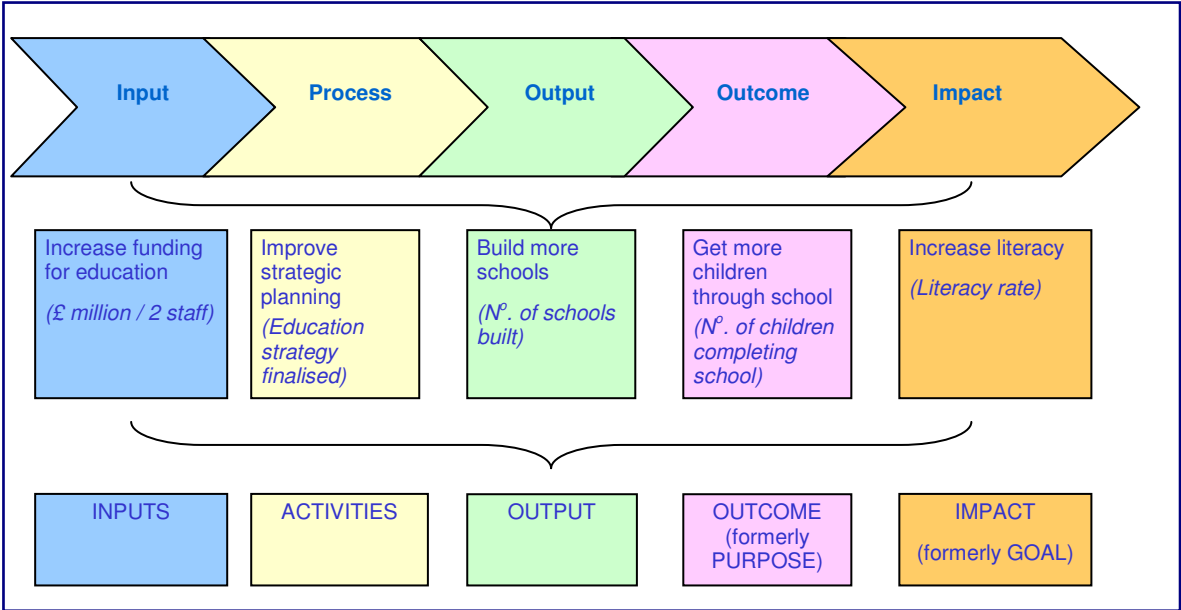 Input
Process
Output
Outcome
Impact
Increase funding
for education
(£ million / 2 staff)
Improve
strategic
planning
(Education
strategy
finalised)
Build more
schools
(Nº. of schools
built)
Get more
children
through school
(Nº. of children
completing
school)
Increase literacy
(Literacy rate)
INPUTS
ACTIVITIES
OUTPUT
OUTCOME
(formerly
PURPOSE)
IMPACT
(formerly GOAL)